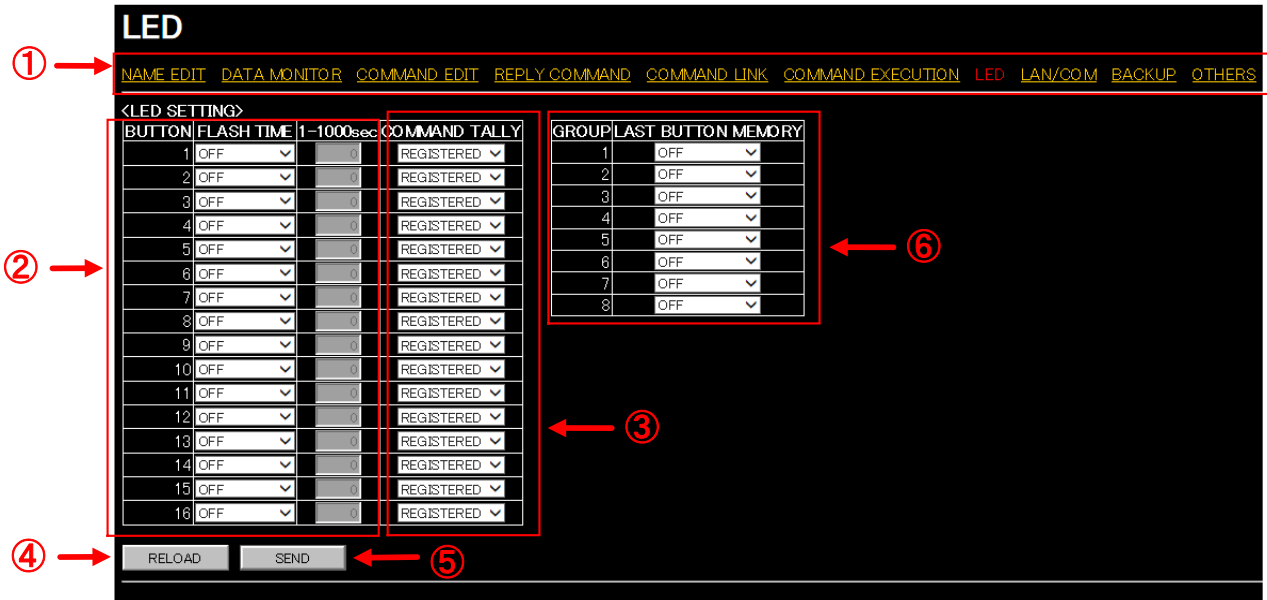 LED
① NAME EDIT DATA MONITOR COMMAND EDIT REPLY COMMAND COMMAND LINK COMMAND EXECUTION LED LAN/COM BACKUP OTHERS
<LED SETTING>
BUTTON FLASH TIME 1-1000sec COMMAND TALLY
1 OFF 0 REGISTERED
2 OFF 0 REGISTERED
3 OFF 0 REGISTERED
4 OFF 0 REGISTERED
5 OFF 0 REGISTERED
6 OFF 0 REGISTERED
7 OFF 0 REGISTERED
8 OFF 0 REGISTERED
9 OFF 0 REGISTERED
10 OFF 0 REGISTERED
11 OFF 0 REGISTERED
12 OFF 0 REGISTERED
13 OFF 0 REGISTERED
14 OFF 0 REGISTERED
15 OFF 0 REGISTERED
16 OFF 0 REGISTERED
②
③
GROUP LAST BUTTON MEMORY
1 OFF
2 OFF
3 OFF
4 OFF
5 OFF
6 OFF
7 OFF
8 OFF
⑥
④ RELOAD SEND ⑤